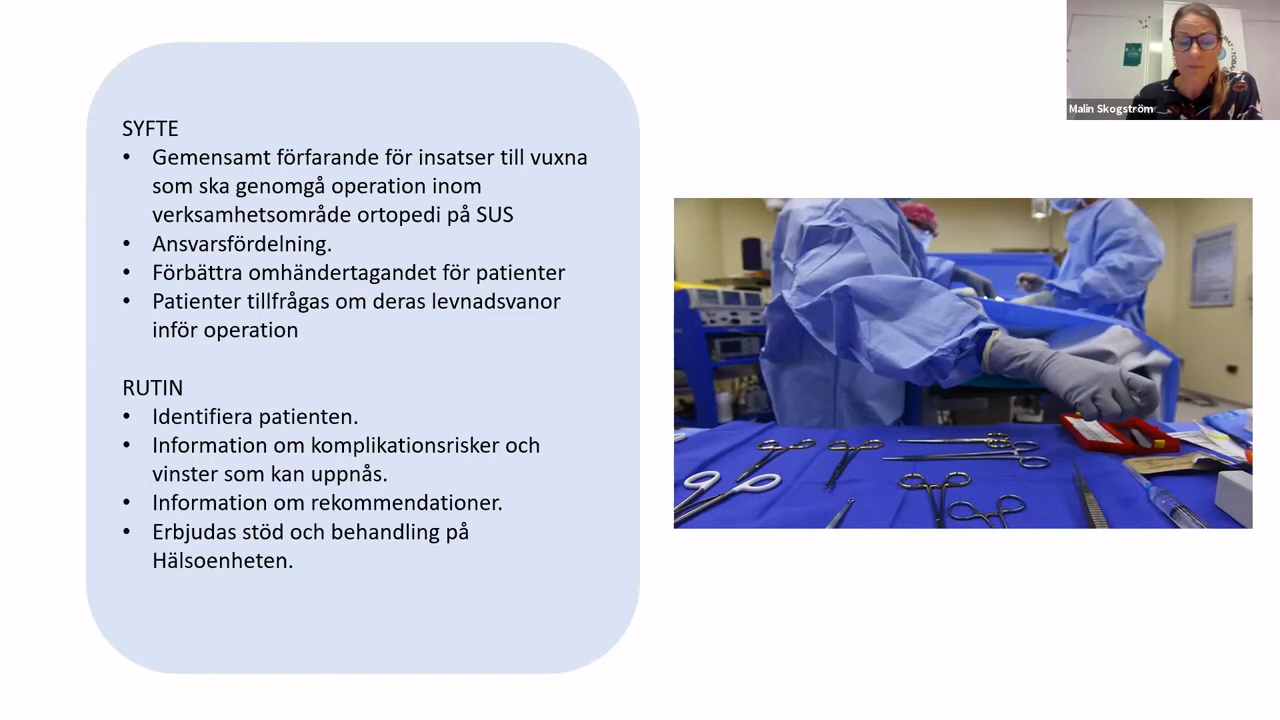 SYFTE
• Gemensamt förfarande för insatser till vuxna
som ska genomgå operation inom
verksamhetsområde ortopedi på SUS
• Ansvarsfördelning.
• Förbättra omhändertagandet för patienter
• Patienter tillfrågas om deras levnadsvanor
inför operation
RUTIN
• Identifiera patienten.
• Information om komplikationsrisker och
vinster som kan uppnås.
• Information om rekommendationer.
• Erbjudas stöd och behandling på
Hälsoenheten.
Malin Skogström